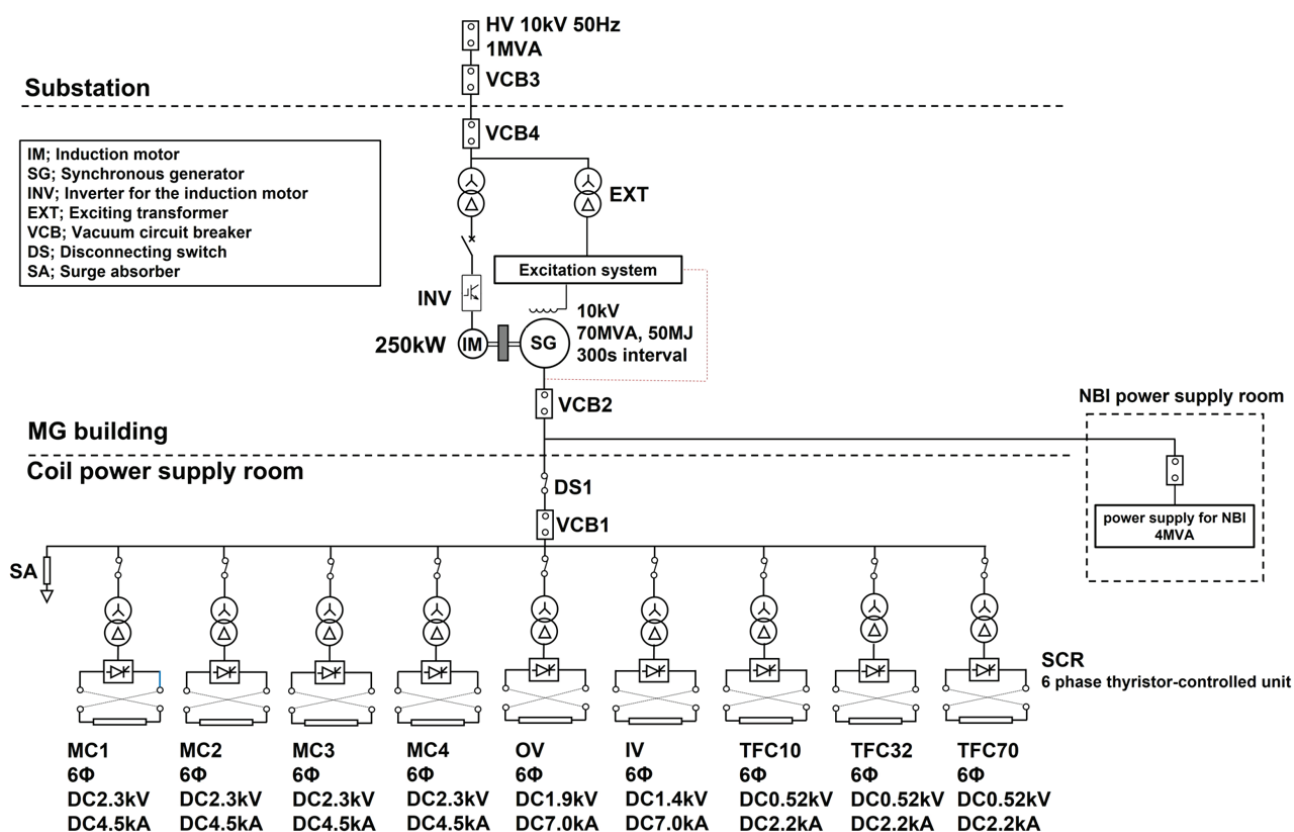 HV 10kV 50Hz
1MVA
VCB3
Substation
VCB4
IM; Induction motor
SG; Synchronous generator
INV; Inverter for the induction motor
EXT; Exciting transformer
VCB; Vacuum circuit breaker
DS; Disconnecting switch
SA; Surge absorber
EXT
Excitation system
INV
10kV
70MVA, 50MJ
300s interval
250kW
IM
SG
VCB2
NBI power supply room
MG building
Coil power supply room
DS1
VCB1
power supply for NBI
4MVA
SA
SCR
6 phase thyristor-controlled unit
MC1
6Φ
DC2.3kV
DC4.5kA
MC2
6Φ
DC2.3kV
DC4.5kA
MC3
6Φ
DC2.3kV
DC4.5kA
MC4
6Φ
DC2.3kV
DC4.5kA
OV
6Φ
DC1.9kV
DC7.0kA
IV
6Φ
DC1.4kV
DC7.0kA
TFC10
6Φ
DC0.52kV
DC2.2kA
TFC32
6Φ
DC0.52kV
DC2.2kA
TFC70
6Φ
DC0.52kV
DC2.2kA